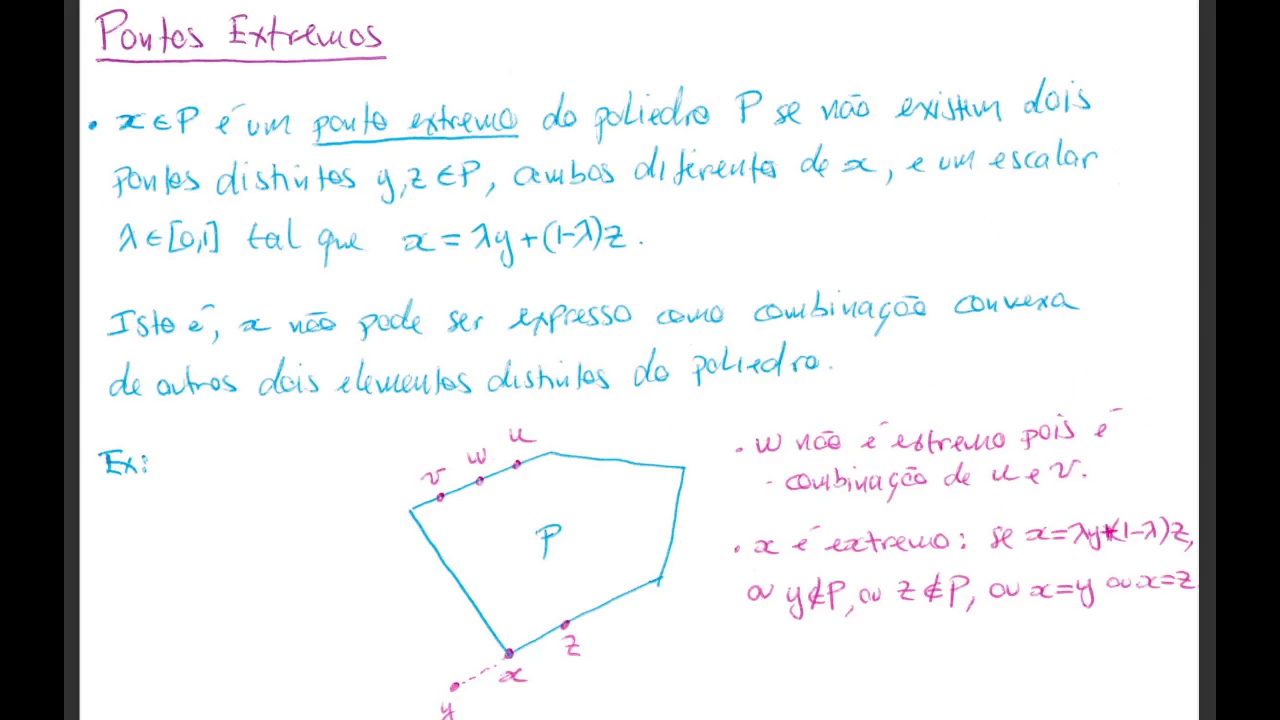 Pontos Extremos
• x ∈ P é um ponto extremo do poliedro P se não existem dois
pontos distintos y, z ∈ P, ambos diferentes de x, e um escalar
λ ∈ [0,1] tal que x = λy + (1-λ)z.
Isto é, x não pode ser expresso como combinação convexa
de outros dois elementos distintos do poliedro.
Ex:
u
w
v
P
x
z
y
• w não é estremo pois é
- combinação de u e v.
• x é extremo: se x = λy + (1-λ)z,
ou y ∉ P, ou z ∉ P, ou x = y ou x = z